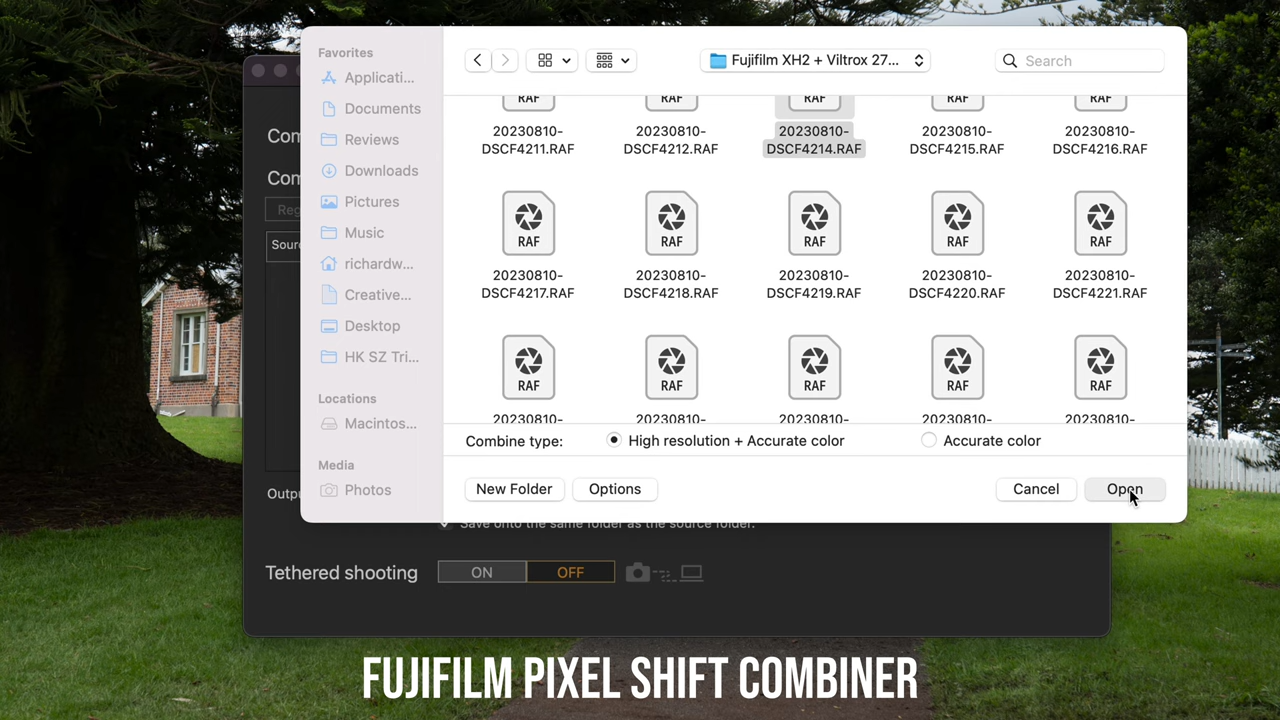 Favorites
Applicati...
Documents
Reviews
Downloads
Pictures
Music
richardw...
Creative...
Desktop
HK SZ Tri...
Locations
Macintos...
Media
Photos
Fujifilm XH2 + Viltrox 27...
Search
RAF RAF RAF RAF RAF
20230810- 20230810- 20230810- 20230810- 20230810-
DSCF4211.RAF DSCF4212.RAF DSCF4214.RAF DSCF4215.RAF DSCF4216.RAF
RAF RAF RAF RAF RAF
20230810- 20230810- 20230810- 20230810- 20230810-
DSCF4217.RAF DSCF4218.RAF DSCF4219.RAF DSCF4220.RAF DSCF4221.RAF
RAF RAF RAF RAF RAF
20230810- 20230810- 20230810- 20230810- 20230810-
Combine type: High resolution + Accurate color Accurate color
New Folder Options Cancel Open
Com
Com
Reg
Sourc
Outpu
Save onto the same folder as the source folder.
Tethered shooting ON OFF
FUJIFILM PIXEL SHIFT COMBINER